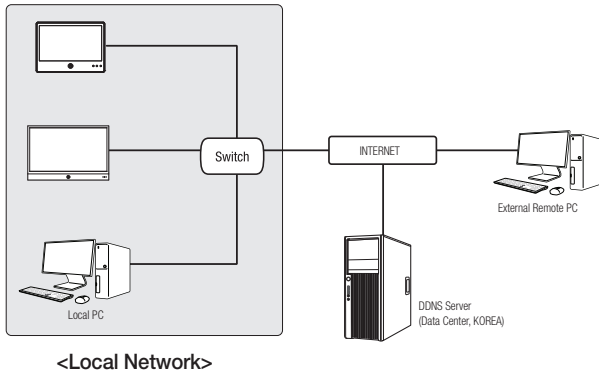 Switch
INTERNET
External Remote PC
Local PC
DDNS Server
(Data Center, KOREA)
<Local Network>